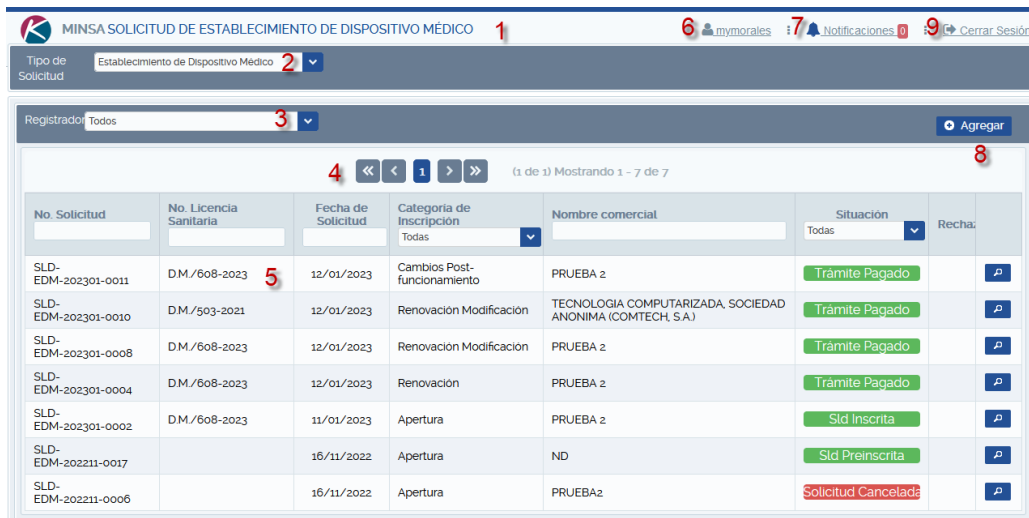 MINSA SOLICITUD DE ESTABLECIMIENTO DE DISPOSITIVO MÉDICO 1 6 mymorales 7 Notificaciones 0 9 Cerrar Sesión
Tipo de Solicitud Establecimiento de Dispositivo Médico 2
Registrador Todos 3
Agregar
8
4 « < 1 > » (1 de 1) Mostrando 1 - 7 de 7
No. Solicitud No. Licencia Sanitaria Fecha de Solicitud Categoría de Inscripción Nombre comercial Situación Rechaz
Todas Todas
SLD-EDM-202301-0011 D.M./608-2023 5 12/01/2023 Cambios Post-funcionamiento PRUEBA 2 Trámite Pagado
SLD-EDM-202301-0010 D.M./503-2021 12/01/2023 Renovación Modificación TECNOLOGIA COMPUTARIZADA, SOCIEDAD ANONIMA (COMTECH, S.A.) Trámite Pagado
SLD-EDM-202301-0008 D.M./608-2023 12/01/2023 Renovación Modificación PRUEBA 2 Trámite Pagado
SLD-EDM-202301-0004 D.M./608-2023 12/01/2023 Renovación PRUEBA 2 Trámite Pagado
SLD-EDM-202301-0002 D.M./608-2023 11/01/2023 Apertura PRUEBA 2 Sld Inscrita
SLD-EDM-202211-0017 16/11/2022 Apertura ND Sld Preinscrita
SLD-EDM-202211-0006 16/11/2022 Apertura PRUEBA2 Solicitud Cancelada